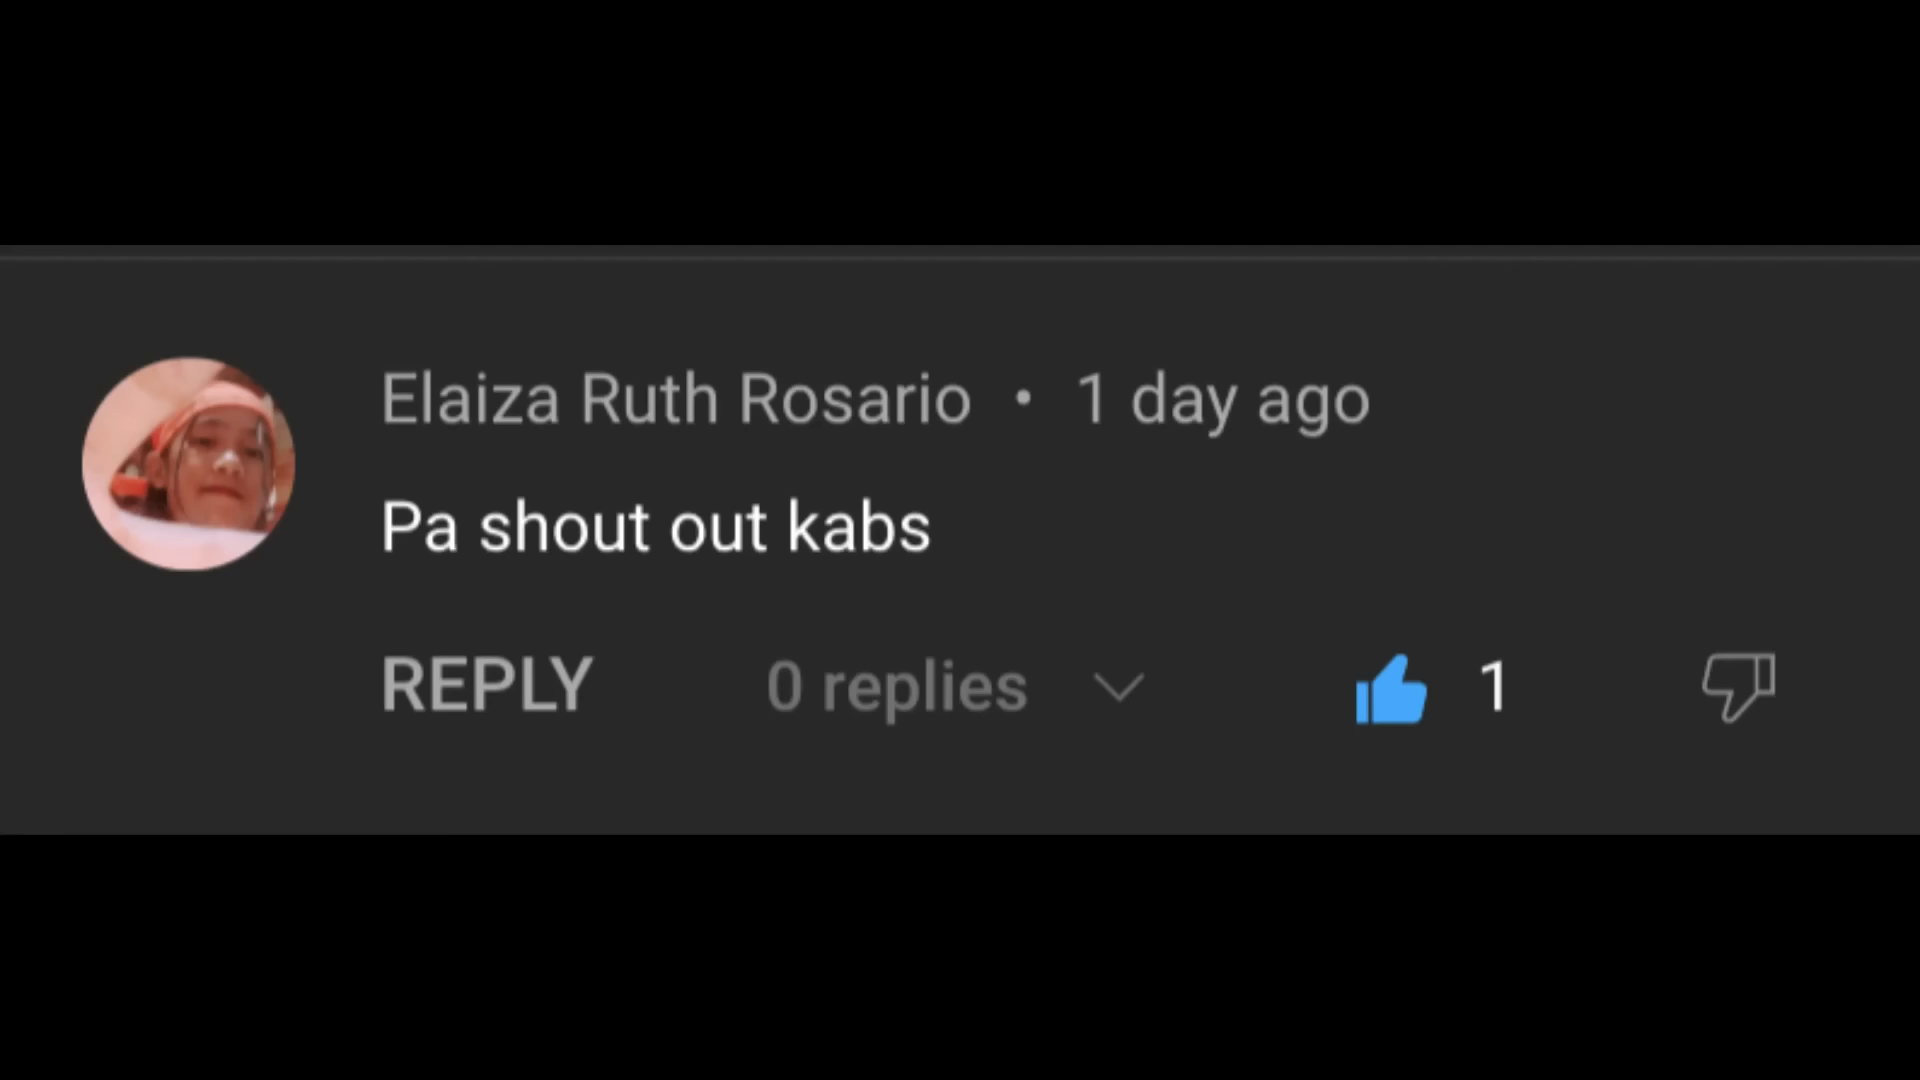 Elaiza Ruth Rosario • 1 day ago
Pa shout out kabs
REPLY 0 replies 1